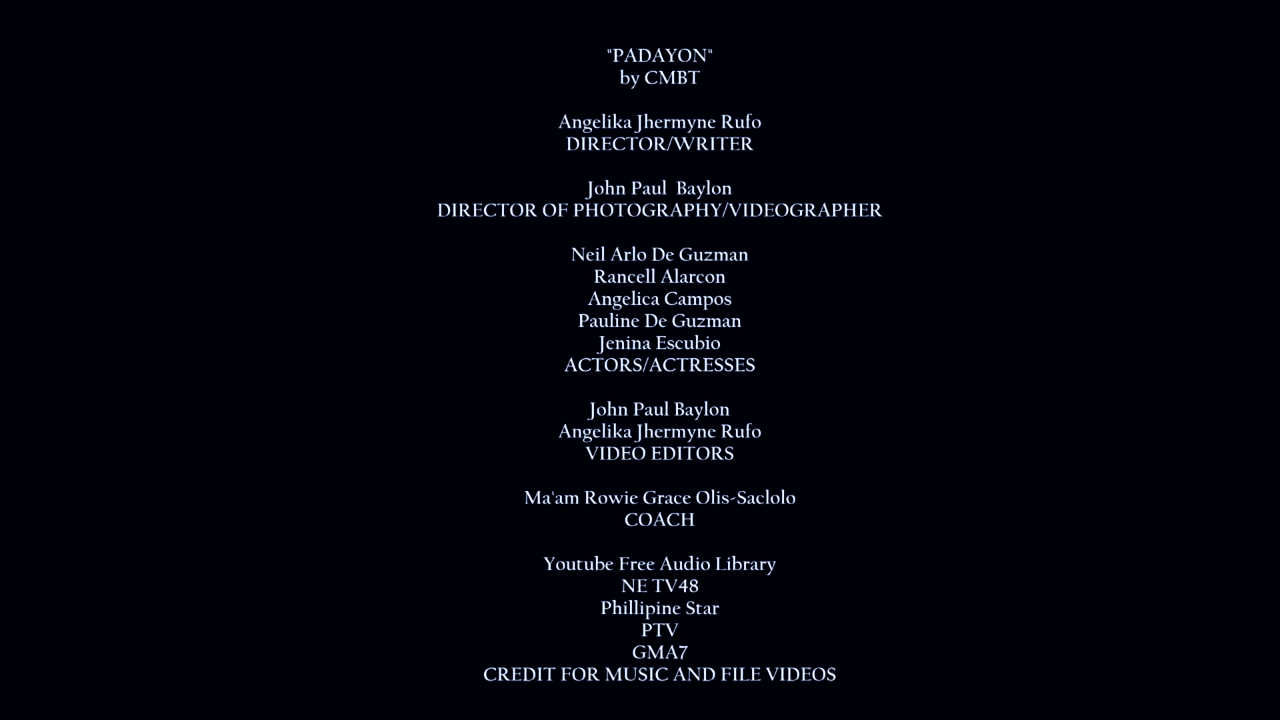 "PADAYON"
by CMBT
Angelika Jhermyne Rufo
DIRECTOR/WRITER
John Paul  Baylon
DIRECTOR OF PHOTOGRAPHY/VIDEOGRAPHER
Neil Arlo De Guzman
Rancell Alarcon
Angelica Campos
Pauline De Guzman
Jenina Escubio
ACTORS/ACTRESSES
John Paul Baylon
Angelika Jhermyne Rufo
VIDEO EDITORS
Ma'am Rowie Grace Olis-Saclolo
COACH
Youtube Free Audio Library
NE TV48
Phillipine Star
PTV
GMA7
CREDIT FOR MUSIC AND FILE VIDEOS